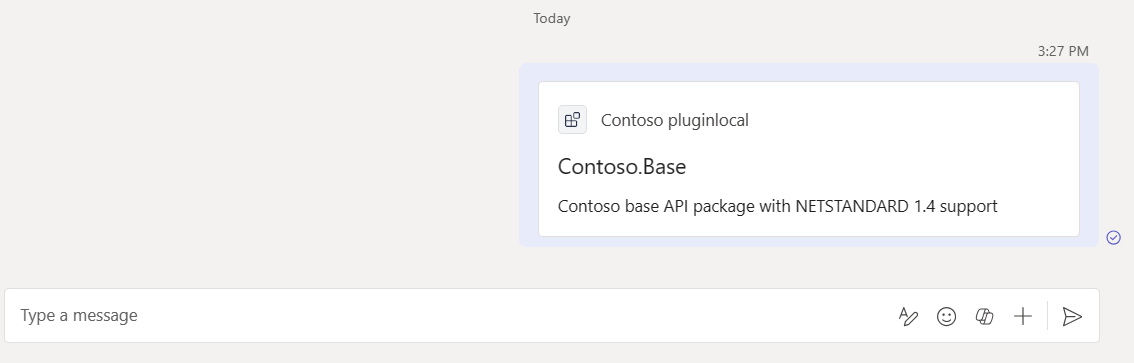 Today
3:27 PM
Contoso pluginlocal
Contoso.Base
Contoso base API package with NETSTANDARD 1.4 support
Type a message